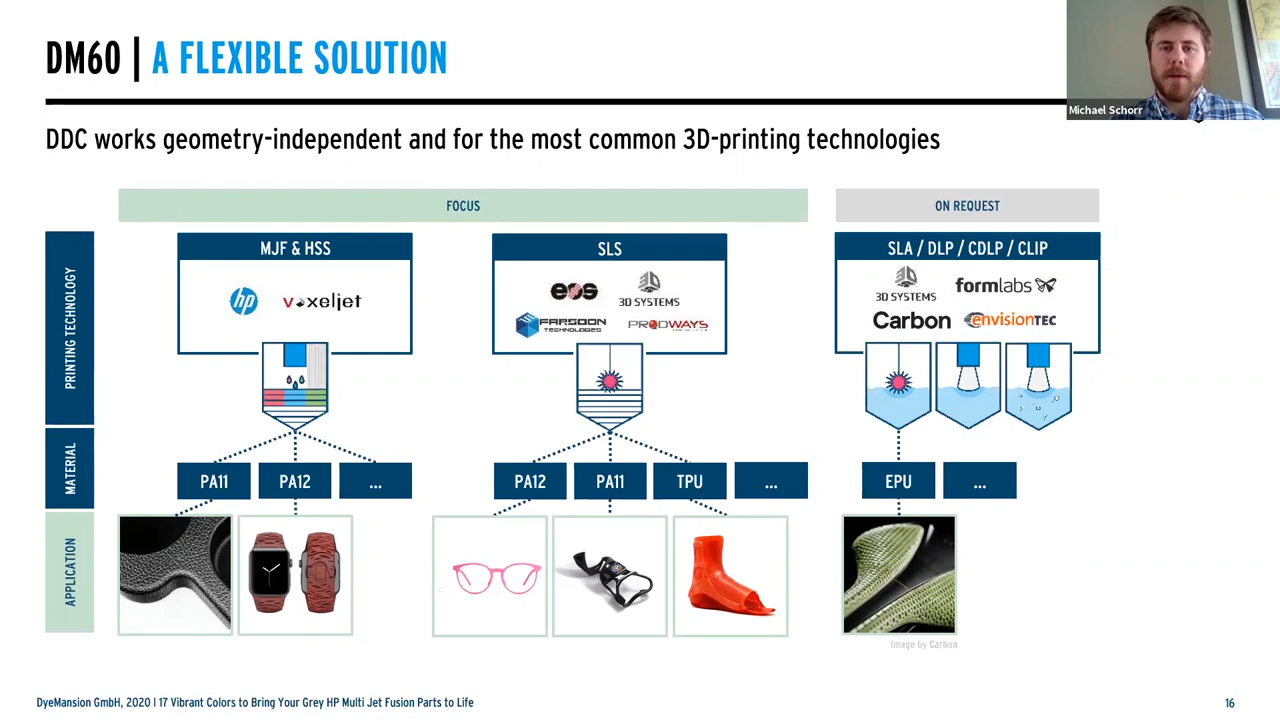 DM60 | A FLEXIBLE SOLUTION
Michael Schorr
DDC works geometry-independent and for the most common 3D-printing technologies
FOCUS
ON REQUEST
PRINTING TECHNOLOGY
MJF & HSS
hp
voxeljet
SLS
eos
3D SYSTEMS
FARSOON
TECHNOLOGIES
PRODWAYS
SLA / DLP / CDLP / CLIP
3D SYSTEMS
formlabs
Carbon
envisionTEC
MATERIAL
PA11
PA12
...
PA12
PA11
TPU
...
EPU
...
APPLICATION
Image by Carbon
DyeMansion GmbH, 2020 I 17 Vibrant Colors to Bring Your Grey HP Multi Jet Fusion Parts to Life
16